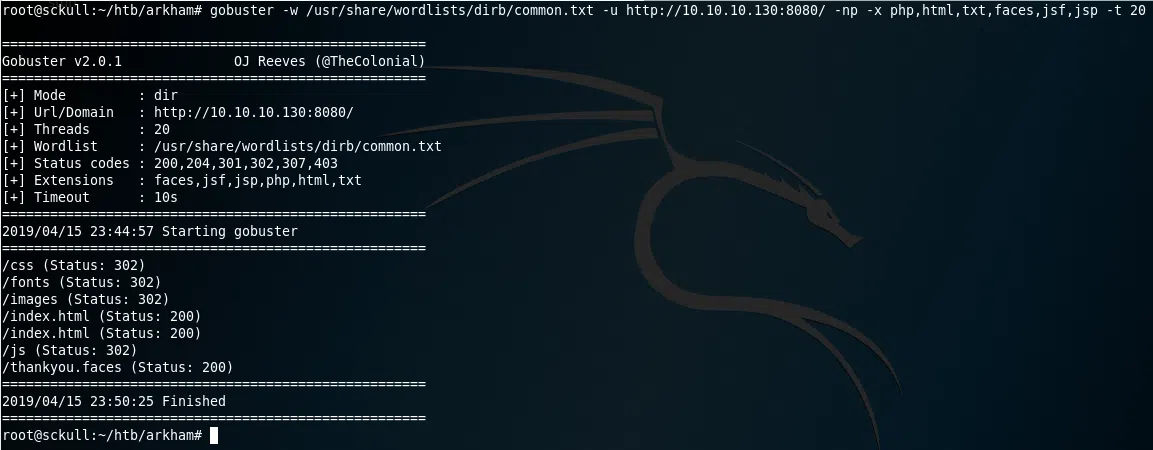 root@sckull:~/htb/arkham# gobuster -w /usr/share/wordlists/dirb/common.txt -u http://10.10.10.130:8080/ -np -x php,html,txt,faces,jsf,jsp -t 20
=====================================================
Gobuster v2.0.1              OJ Reeves (@TheColonial)
=====================================================
[+] Mode         : dir
[+] Url/Domain   : http://10.10.10.130:8080/
[+] Threads      : 20
[+] Wordlist     : /usr/share/wordlists/dirb/common.txt
[+] Status codes : 200,204,301,302,307,403
[+] Extensions   : faces,jsf,jsp,php,html,txt
[+] Timeout      : 10s
=====================================================
2019/04/15 23:44:57 Starting gobuster
=====================================================
/css (Status: 302)
/fonts (Status: 302)
/images (Status: 302)
/index.html (Status: 200)
/index.html (Status: 200)
/js (Status: 302)
/thankyou.faces (Status: 200)
=====================================================
2019/04/15 23:50:25 Finished
=====================================================
root@sckull:~/htb/arkham#